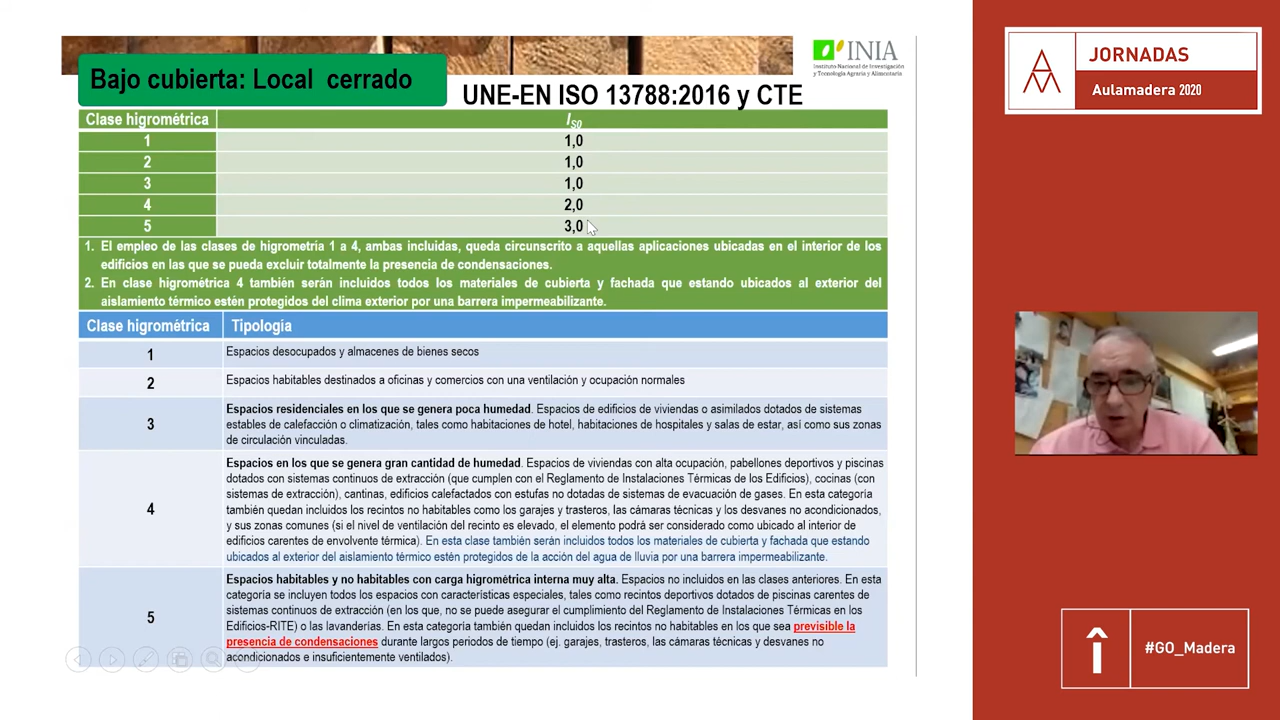 INIA
Instituto Nacional de Investigación
y Tecnología Agraria y Alimentaria
Bajo cubierta: Local cerrado
UNE-EN ISO 13788:2016 y CTE
Clase higrométrica I S0
1 1,0
2 1,0
3 1,0
4 2,0
5 3,0
1. El empleo de las clases de higrometría 1 a 4, ambas incluidas, queda circunscrito a aquellas aplicaciones ubicadas en el interior de los
edificios en las que se pueda excluir totalmente la presencia de condensaciones.
2. En clase higrométrica 4 también serán incluidos todos los materiales de cubierta y fachada que estando ubicados al exterior del
aislamiento térmico estén protegidos del clima exterior por una barrera impermeabilizante.
Clase higrométrica Tipología
1 Espacios desocupados y almacenes de bienes secos
2 Espacios habitables destinados a oficinas y comercios con una ventilación y ocupación normales
3
Espacios residenciales en los que se genera poca humedad. Espacios de edificios de viviendas o asimilados dotados de sistemas
estables de calefacción o climatización, tales como habitaciones de hotel, habitaciones de hospitales y salas de estar, así como sus zonas
de circulación vinculadas.
4
Espacios en los que se genera gran cantidad de humedad. Espacios de viviendas con alta ocupación, pabellones deportivos y piscinas
dotados con sistemas continuos de extracción (que cumplen con el Reglamento de Instalaciones Térmicas de los Edificios), cocinas (con
sistemas de extracción), cantinas, edificios calefactados con estufas no dotadas de sistemas de evacuación de gases. En esta categoría
también quedan incluidos los recintos no habitables como los garajes y trasteros, las cámaras técnicas y los desvanes no acondicionados,
y sus zonas comunes (si el nivel de ventilación del recinto es elevado, el elemento podrá ser considerado como ubicado al interior de
edificios carentes de envolvente térmica). En esta clase también serán incluidos todos los materiales de cubierta y fachada que estando
ubicados al exterior del aislamiento térmico estén protegidos de la acción del agua de lluvia por una barrera impermeabilizante.
5
Espacios habitables y no habitables con carga higrométrica interna muy alta. Espacios no incluidos en las clases anteriores. En esta
categoría se incluyen todos los espacios con características especiales, tales como recintos deportivos dotados de piscinas carentes de
sistemas continuos de extracción (en los que, no se puede asegurar el cumplimiento del Reglamento de Instalaciones Térmicas en los
Edificios-RITE) o las lavanderías. En esta categoría también quedan incluidos los recintos no habitables en los que sea previsible la
presencia de condensaciones durante largos periodos de tiempo (ej. garajes, trasteros, las cámaras técnicas y desvanes no
acondicionados e insuficientemente ventilados).
JORNADAS
Aulamadera 2020
#GO_Madera